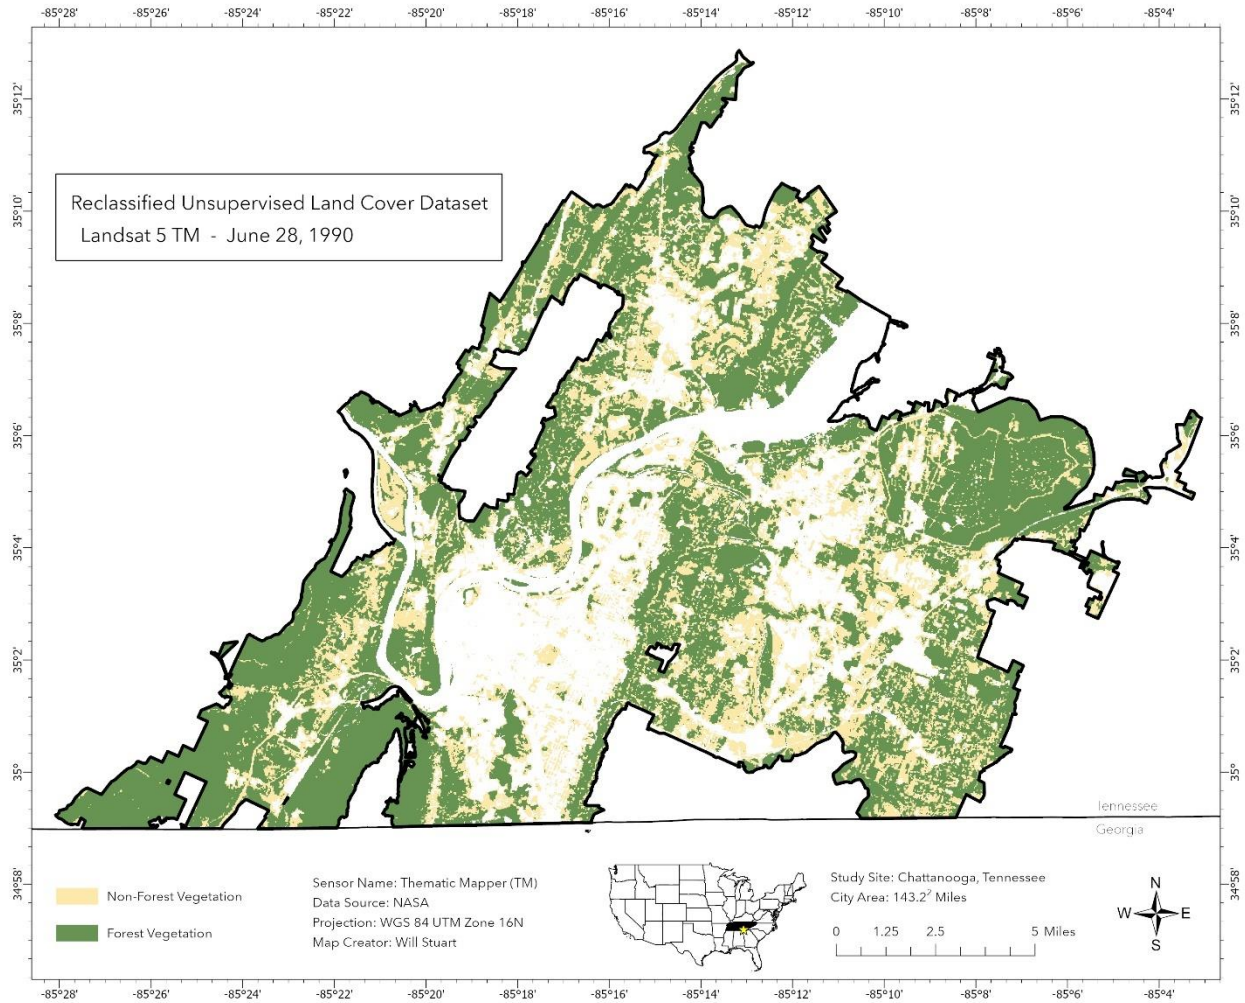 -85°28' -85°26' -85°24' -85°22' -85°20' -85°18' -85°16' -85°14' -85°12' -85°10' -85°8' -85°6' -85°4'
35°12' 35°12'
Reclassified Unsupervised Land Cover Dataset
Landsat 5 TM - June 28, 1990
35°10' 35°10'
35°8' 35°8'
35°6' 35°6'
35°4' 35°4'
35°2' 35°2'
35° 35°
Tennessee
Georgia
34°58' 34°58'
Non-Forest Vegetation
Forest Vegetation
Sensor Name: Thematic Mapper (TM)
Data Source: NASA
Projection: WGS 84 UTM Zone 16N
Map Creator: Will Stuart
Study Site: Chattanooga, Tennessee
City Area: 143.2² Miles
0 1.25 2.5 5 Miles
N
W E
S
-85°28' -85°26' -85°24' -85°22' -85°20' -85°18' -85°16' -85°14' -85°12' -85°10' -85°8' -85°6' -85°4'